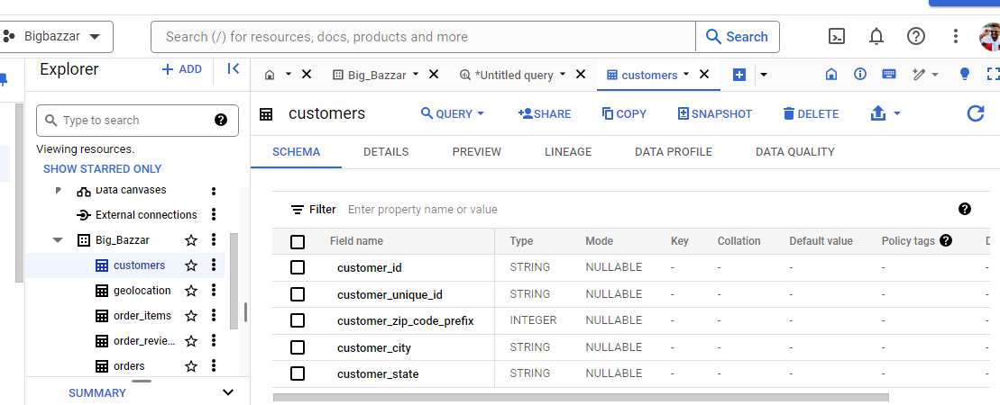 Bigbazzar
Search (/) for resources, docs, products and more
Search
Explorer
+ ADD
Type to search
Viewing resources.
SHOW STARRED ONLY
Data canvases
External connections
Big_Bazzar
customers
geolocation
order_items
order_revie...
orders
SUMMARY
Big_Bazzar
*Untitled query
customers
customers
QUERY
SHARE
COPY
SNAPSHOT
DELETE
SCHEMA DETAILS PREVIEW LINEAGE DATA PROFILE DATA QUALITY
Filter Enter property name or value
Field name Type Mode Key Collation Default value Policy tags D
customer_id STRING NULLABLE - - - - -
customer_unique_id STRING NULLABLE - - - - -
customer_zip_code_prefix INTEGER NULLABLE - - - - -
customer_city STRING NULLABLE - - - - -
customer_state STRING NULLABLE - - - - -